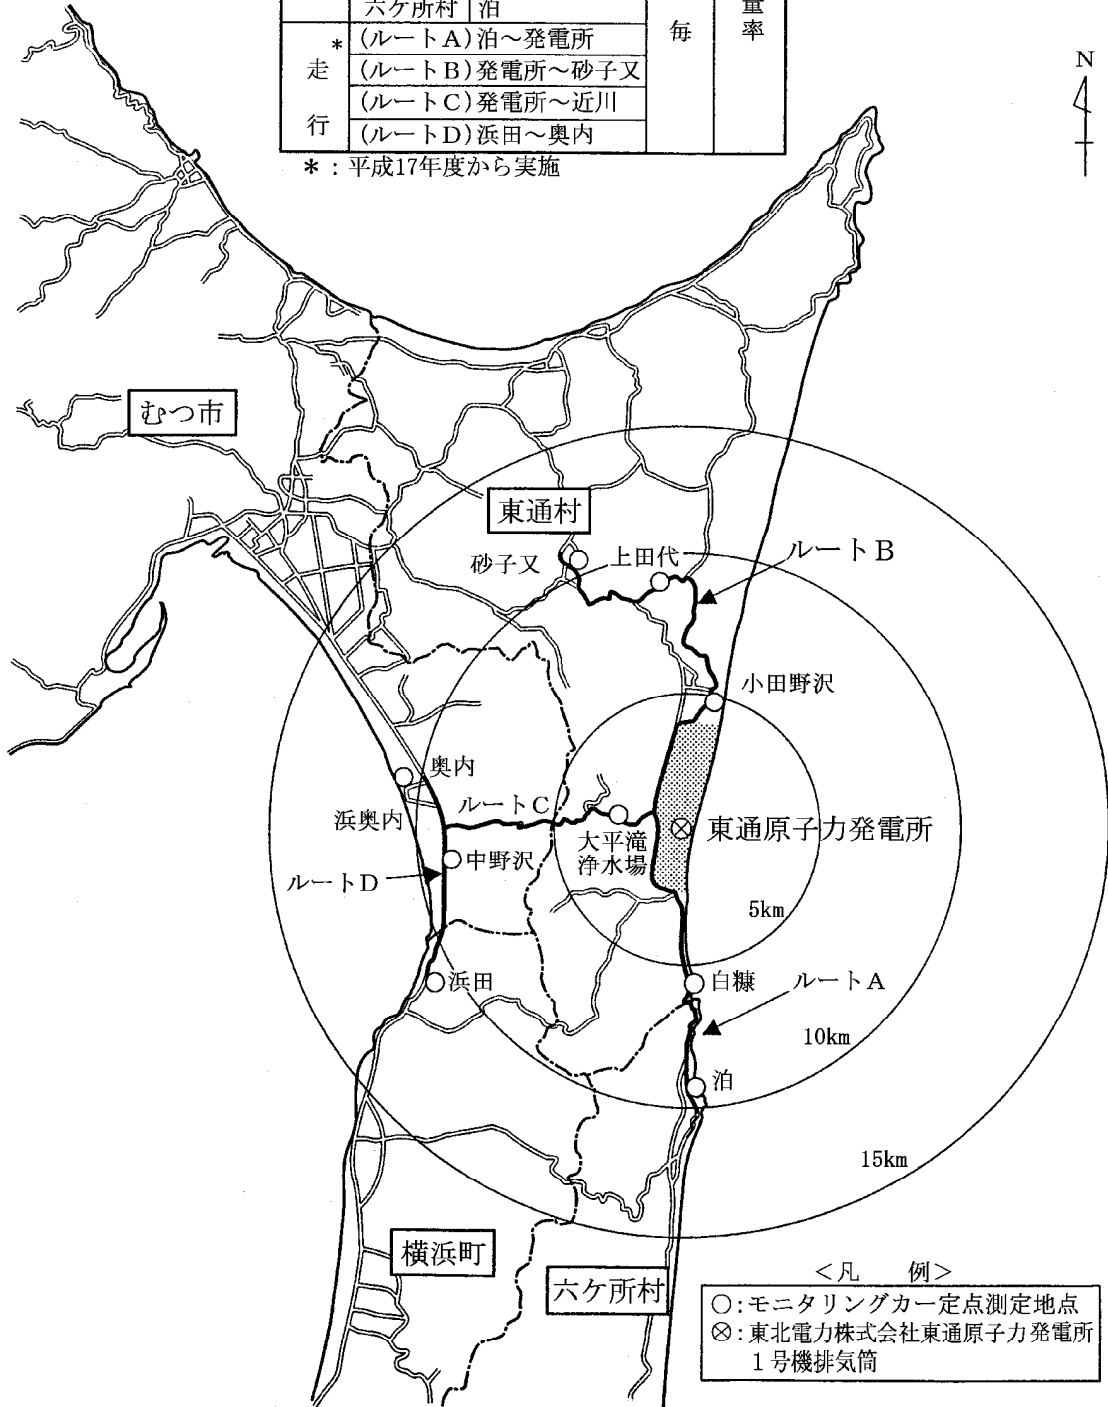 六ケ所村 泊
走行*
(ルートA)泊～発電所
(ルートB)発電所～砂子又
(ルートC)発電所～近川
(ルートD)浜田～奥内
毎
量率
*:平成17年度から実施
N
むつ市
東通村
砂子又
上田代
ルートB
小田野沢
奥内
ルートC
浜奥内
大平滝
浄水場
東通原子力発電所
中野沢
ルートD
5km
浜田
白糠
ルートA
10km
泊
15km
横浜町
六ケ所村
<凡 例>
○:モニタリングカー定点測定地点
⊗:東北電力株式会社東通原子力発電所
1号機排気筒